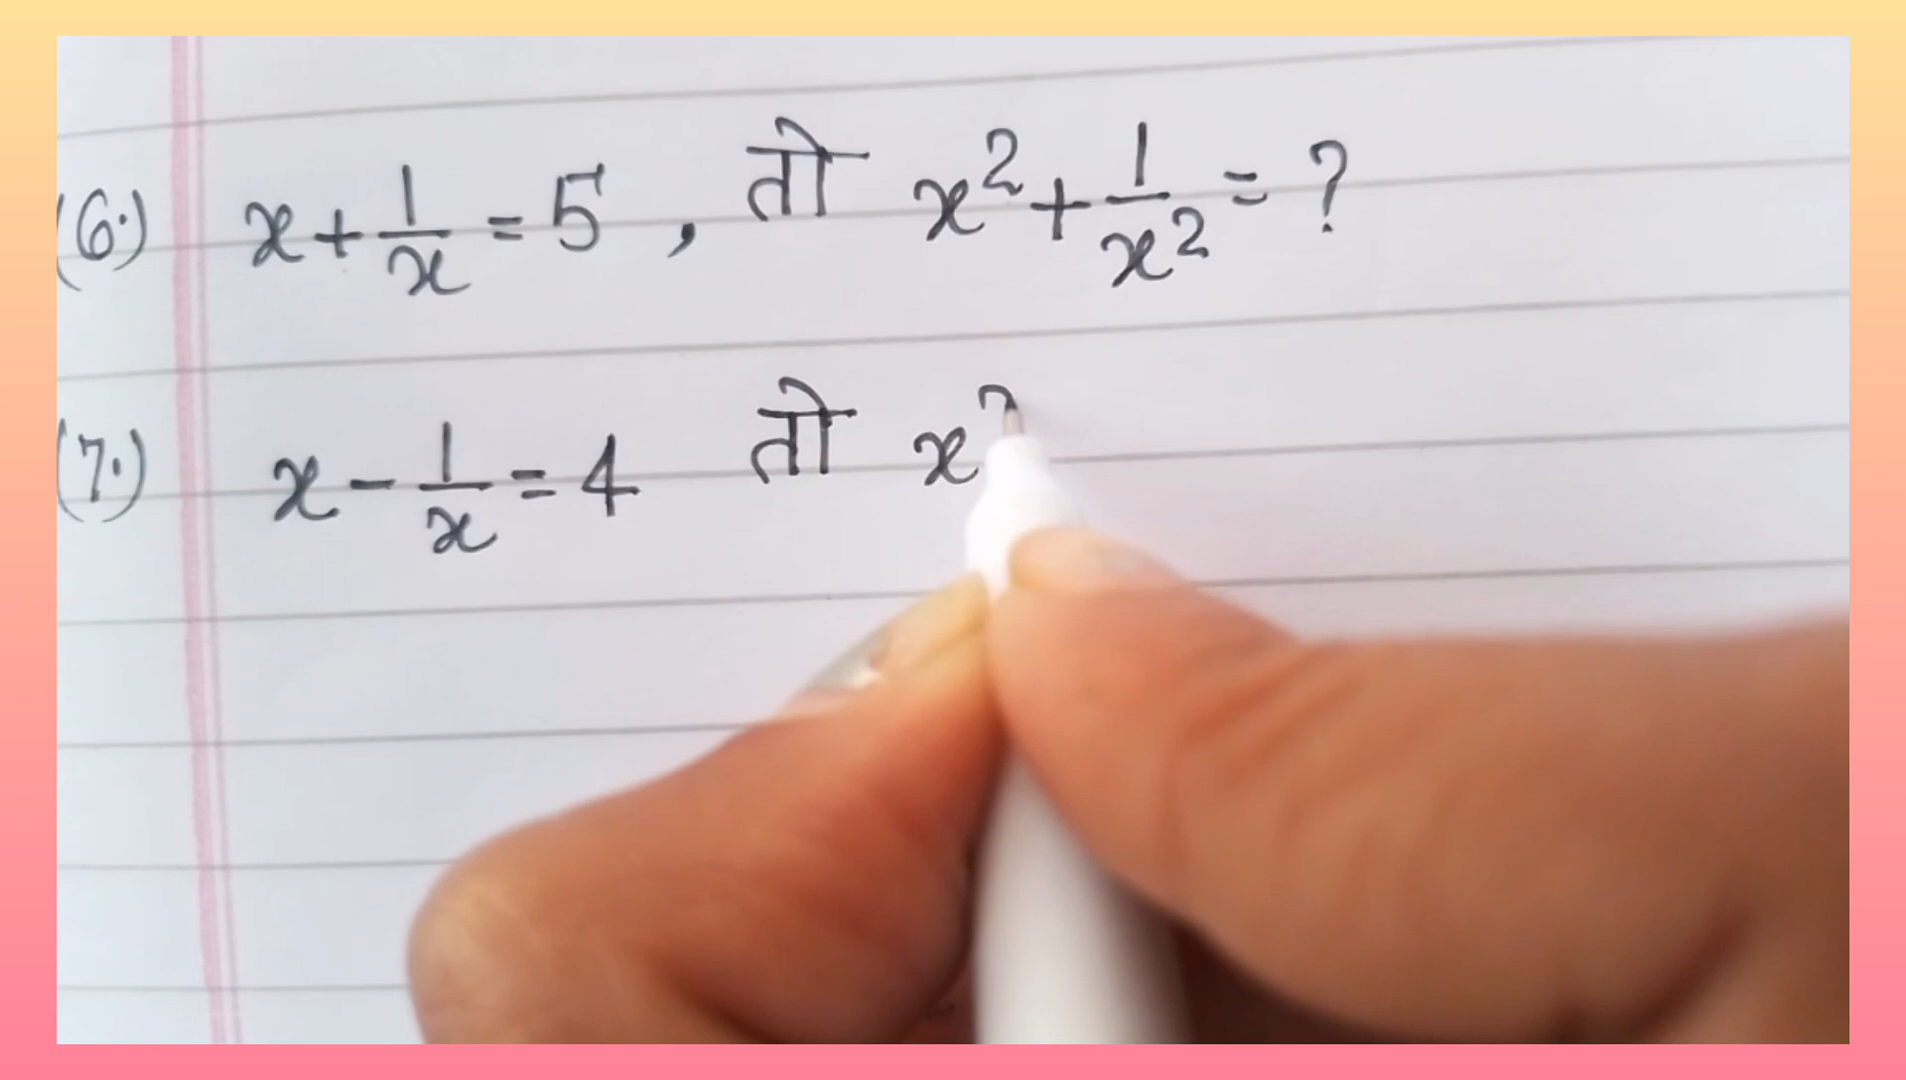 (6.) x + 1/x = 5, तो x² + 1/x² = ?
(7.) x - 1/x = 4 तो x